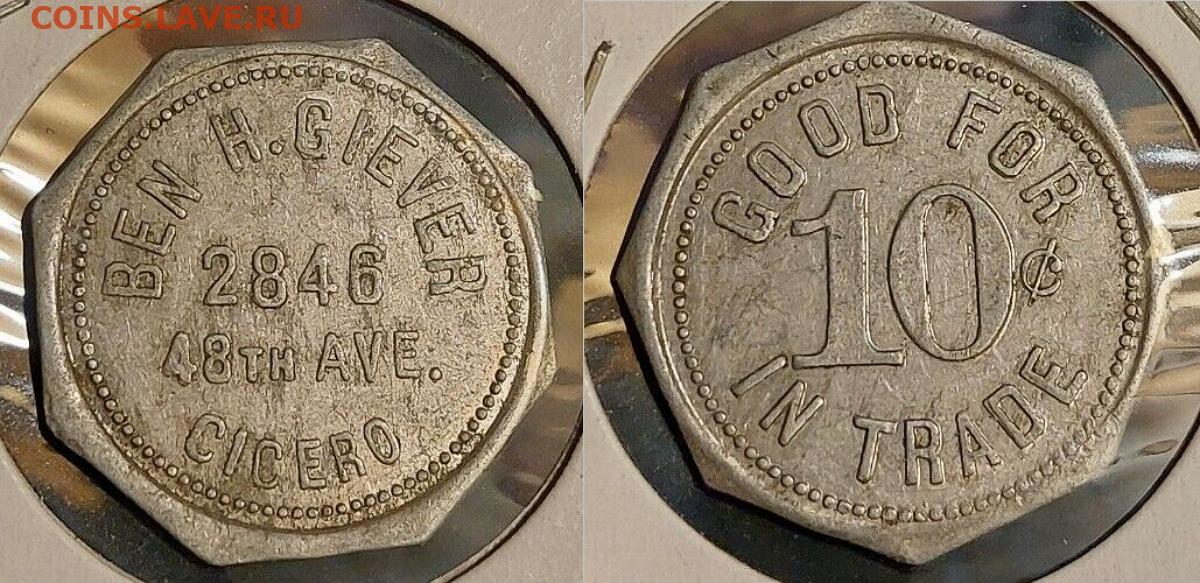 COINS.LAVE.RU
BEN H. GIEVER
2846
48TH AVE.
CICERO
GOOD FOR
10¢
IN TRADE